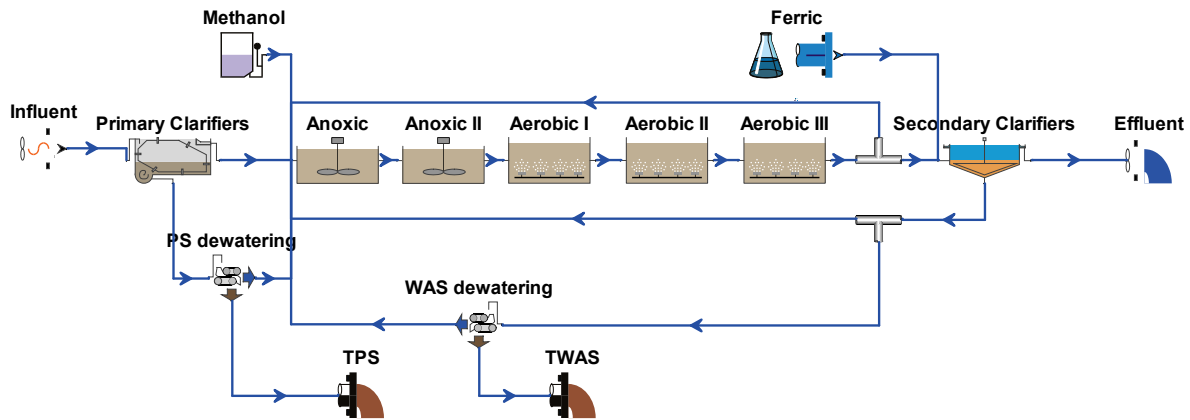 Methanol
Ferric
Influent
Primary Clarifiers
Anoxic
Anoxic II
Aerobic I
Aerobic II
Aerobic III
Secondary Clarifiers
Effluent
PS dewatering
WAS dewatering
TPS
TWAS